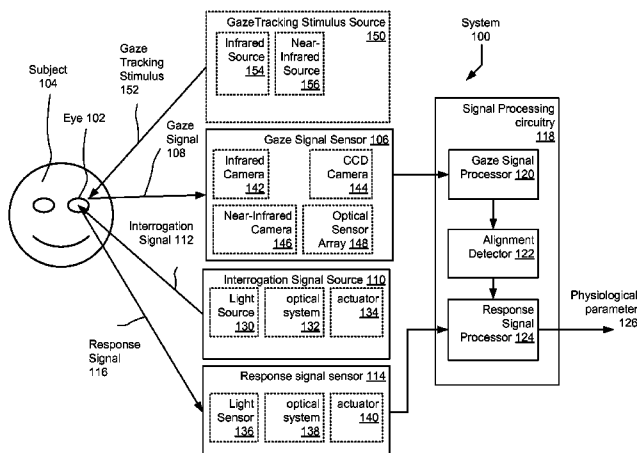 GazeTracking Stimulus Source
150
Infrared
Source
154
Near-
Infrared
Source
156
System
100
Gaze
Tracking
Stimulus
152
Subject
104
Eye 102
Gaze
Signal
108
Gaze Signal Sensor 106
Infrared
Camera
142
CCD
Camera
144
Near-Infrared
Camera
146
Optical
Sensor
Array 148
Signal Processing
circuitry
118
Gaze Signal
Processor
120
Alignment
Detector
122
Response
Signal
Processor
124
Physiological
parameter
126
Interrogation
Signal 112
Interrogation Signal Source 110
Light
Source
130
optical
system
132
actuator
134
Response
Signal
116
Response signal sensor 114
Light
Sensor
136
optical
system
138
actuator
140